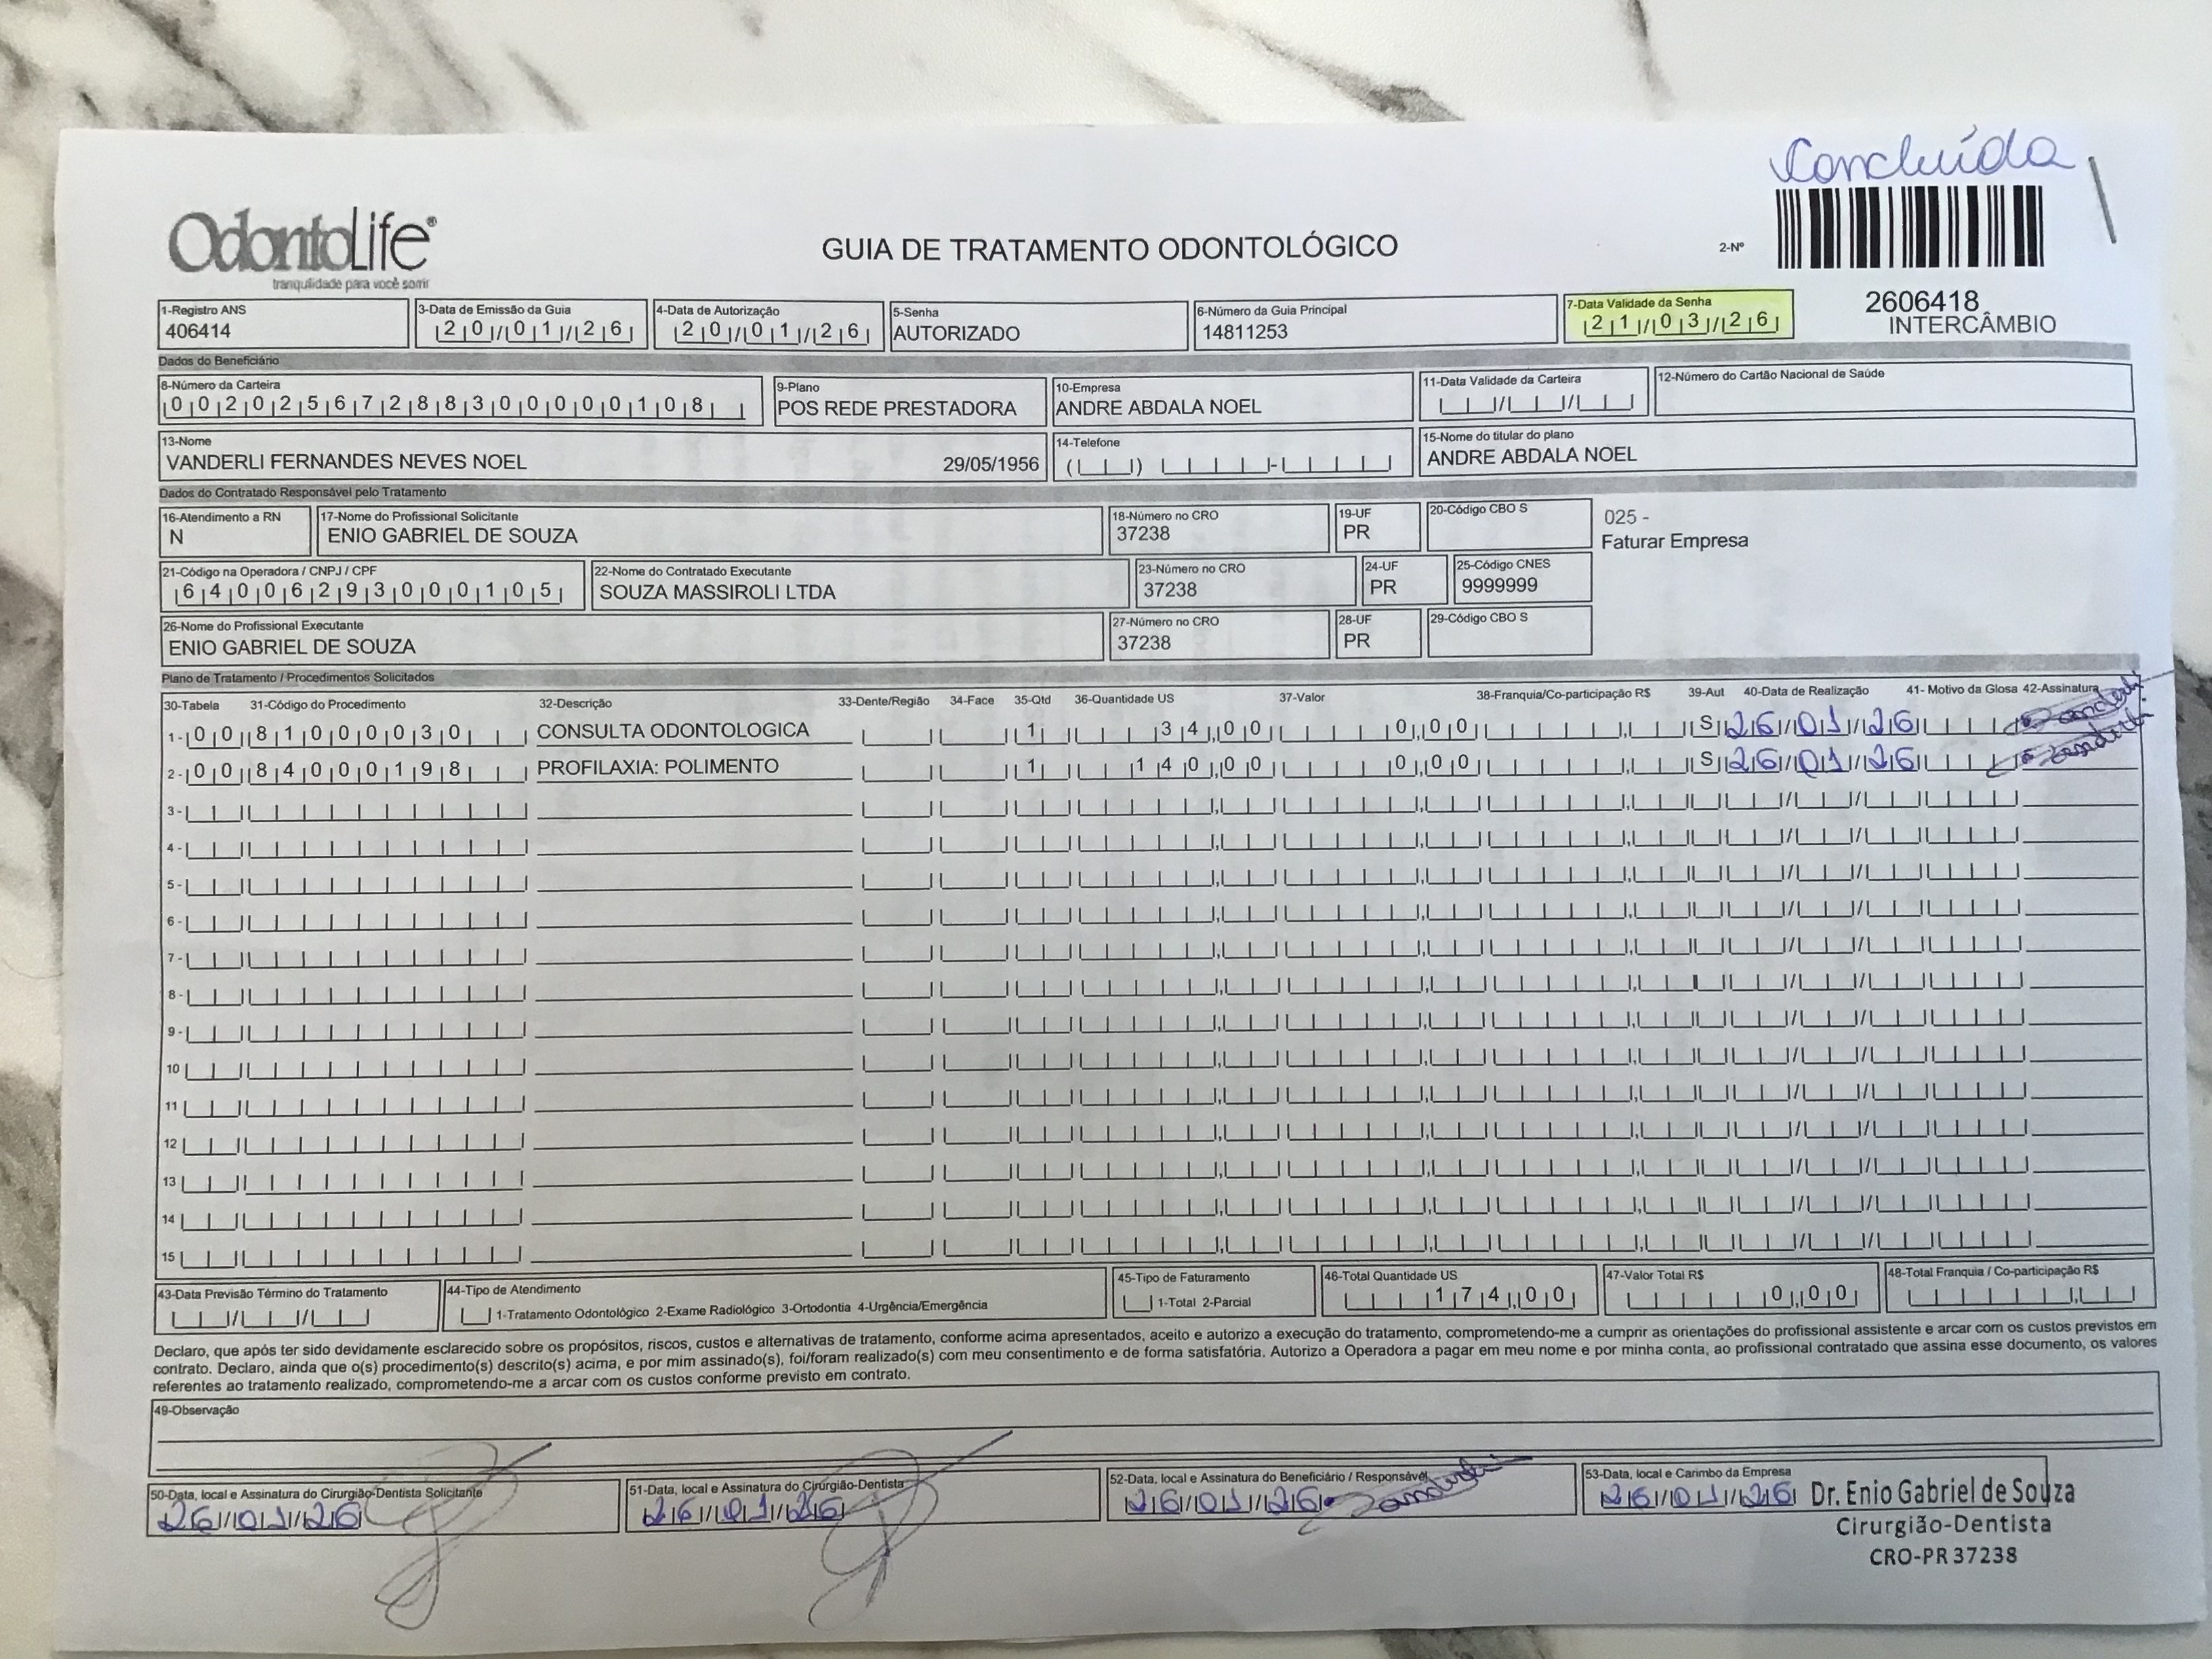 Concluída
OdontoLife®
tranquilidade para você sorrir
GUIA DE TRATAMENTO ODONTOLÓGICO
2-Nº
2606418
INTERCÂMBIO
1-Registro ANS
406414
3-Data de Emissão da Guia
20/01/26
4-Data de Autorização
20/01/26
5-Senha
AUTORIZADO
6-Número da Guia Principal
14811253
7-Data Validade da Senha
21/03/26
Dados do Beneficiário
8-Número da Carteira
00202567288300000108
9-Plano
POS REDE PRESTADORA
10-Empresa
ANDRE ABDALA NOEL
11-Data Validade da Carteira
12-Número do Cartão Nacional de Saúde
13-Nome
VANDERLI FERNANDES NEVES NOEL 29/05/1956
14-Telefone
15-Nome do titular do plano
ANDRE ABDALA NOEL
Dados do Contratado Responsável pelo Tratamento
16-Atendimento a RN
N
17-Nome do Profissional Solicitante
ENIO GABRIEL DE SOUZA
18-Número no CRO
37238
19-UF
PR
20-Código CBO S
025 -
Faturar Empresa
21-Código na Operadora / CNPJ / CPF
64006293000105
22-Nome do Contratado Executante
SOUZA MASSIROLI LTDA
23-Número no CRO
37238
24-UF
PR
25-Código CNES
9999999
26-Nome do Profissional Executante
ENIO GABRIEL DE SOUZA
27-Número no CRO
37238
28-UF
PR
29-Código CBO S
Plano de Tratamento / Procedimentos Solicitados
30-Tabela 31-Código do Procedimento 32-Descrição 33-Dente/Região 34-Face 35-Qtd 36-Quantidade US 37-Valor 38-Franquia/Co-participação R$ 39-Aut 40-Data de Realização 41- Motivo da Glosa 42-Assinatura
1- 00 81000030 CONSULTA ODONTOLOGICA 1 34,00 0,00 S 26/01/26 Vanderli
2- 00 84000198 PROFILAXIA: POLIMENTO 1 140,00 0,00 S 26/01/26 Vanderli
3-
4-
5-
6-
7-
8-
9-
10
11
12
13
14
15
43-Data Previsão Término do Tratamento
44-Tipo de Atendimento
1-Tratamento Odontológico 2-Exame Radiológico 3-Ortodontia 4-Urgência/Emergência
45-Tipo de Faturamento
1-Total 2-Parcial
46-Total Quantidade US
174,00
47-Valor Total R$
0,00
48-Total Franquia / Co-participação R$
Declaro, que após ter sido devidamente esclarecido sobre os propósitos, riscos, custos e alternativas de tratamento, conforme acima apresentados, aceito e autorizo a execução do tratamento, comprometendo-me a cumprir as orientações do profissional assistente e arcar com os custos previstos em
contrato. Declaro, ainda que o(s) procedimento(s) descrito(s) acima, e por mim assinado(s), foi/foram realizado(s) com meu consentimento e de forma satisfatória. Autorizo a Operadora a pagar em meu nome e por minha conta, ao profissional contratado que assina esse documento, os valores
referentes ao tratamento realizado, comprometendo-me a arcar com os custos conforme previsto em contrato.
49-Observação
50-Data, local e Assinatura do Cirurgião-Dentista Solicitante
26/01/26
51-Data, local e Assinatura do Cirurgião-Dentista
26/01/26
52-Data, local e Assinatura do Beneficiário / Responsável
26/01/26 Vanderli
53-Data, local e Carimbo da Empresa
26/01/26 Dr. Enio Gabriel de Souza
Cirurgião-Dentista
CRO-PR 37238